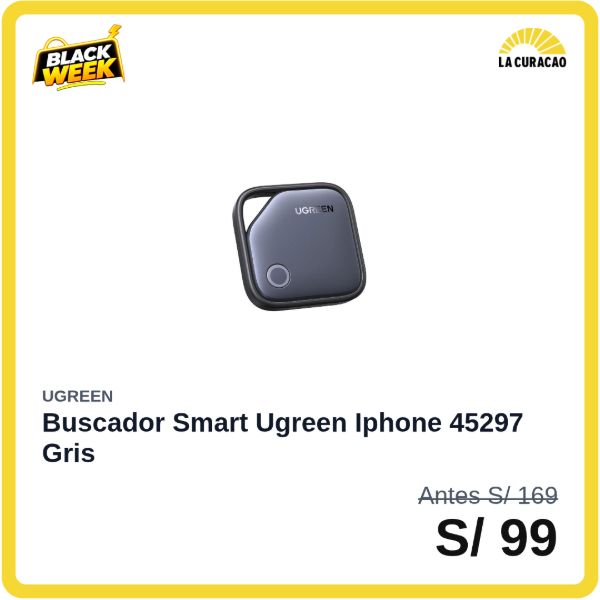 BLACK
WEEK
LA CURACAO
UGREEN
UGREEN
Buscador Smart Ugreen Iphone 45297
Gris
Antes S/ 169
S/ 99